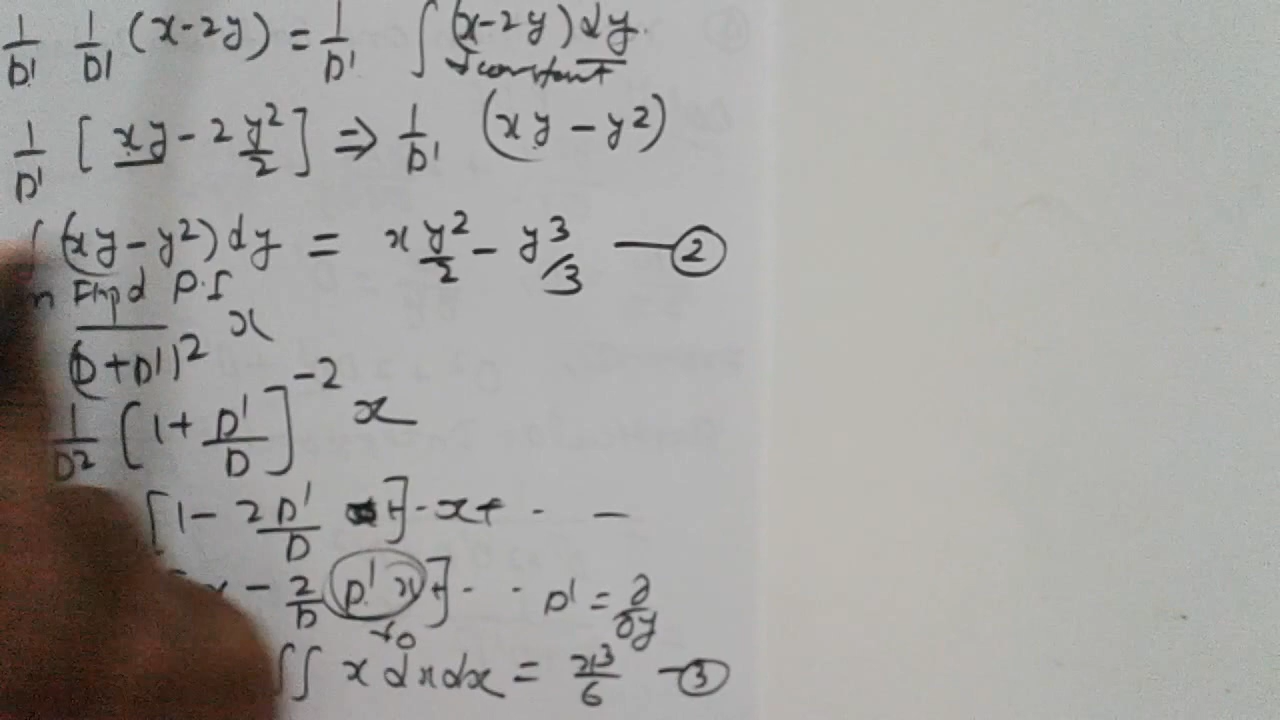 1/D' 1/D' (x-2y) = 1/D' ∫ (x-2y) dy.
constant
1/D' [xy - 2 y²/2] ⇒ 1/D' (xy - y²)
∫ (xy - y²) dy = x y²/2 - y³/3 — ②
Find P.I
1/(D+D')² x
1/D² [1 + D'/D]⁻² x
[1 - 2D'/D ] x + . . –
x - 2/D D' x] . . D' = ∂/∂y
0
∫∫ x dx dx = x³/6 — ③